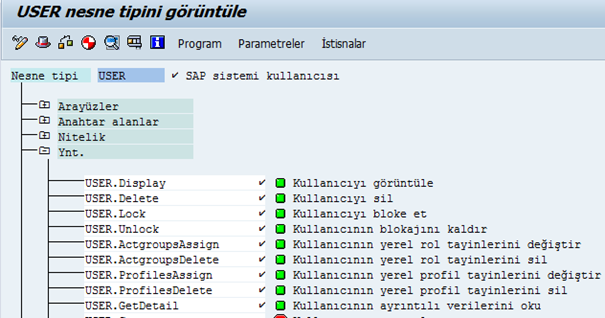 USER nesne tipini görüntüle
Program Parametreler İstisnalar
Nesne tipi USER ✓ SAP sistemi kullanıcısı
Arayüzler
Anahtar alanlar
Nitelik
Ynt.
USER.Display ✓ Kullanıcıyı görüntüle
USER.Delete ✓ Kullanıcıyı sil
USER.Lock ✓ Kullanıcıyı bloke et
USER.Unlock ✓ Kullanıcının blokajını kaldır
USER.ActgroupsAssign ✓ Kullanıcının yerel rol tayinlerini değiştir
USER.ActgroupsDelete ✓ Kullanıcının yerel rol tayinlerini sil
USER.ProfilesAssign ✓ Kullanıcının yerel profil tayinlerini değiştir
USER.ProfilesDelete ✓ Kullanıcının yerel profil tayinlerini sil
USER.GetDetail ✓ Kullanıcının ayrıntılı verilerini oku